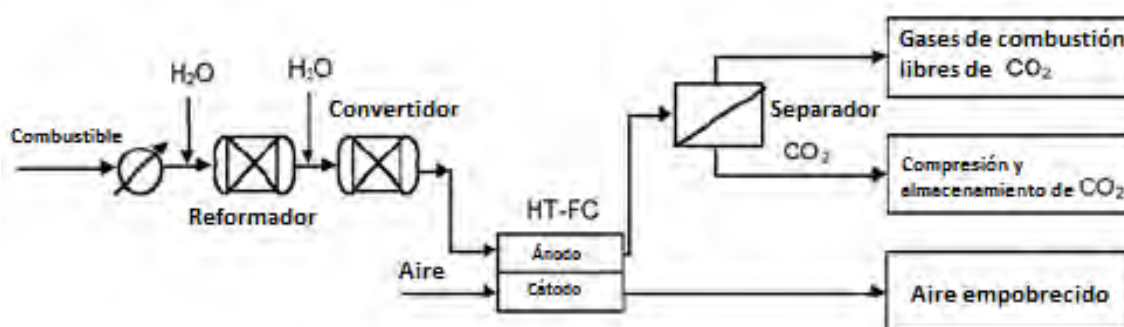 Combustible
H₂O
H₂O
Reformador
Convertidor
HT-FC
Ánodo
Aire
Cátodo
Separador
CO₂
Gases de combustión
libres de CO₂
Compresión y
almacenamiento de CO₂
Aire empobrecido